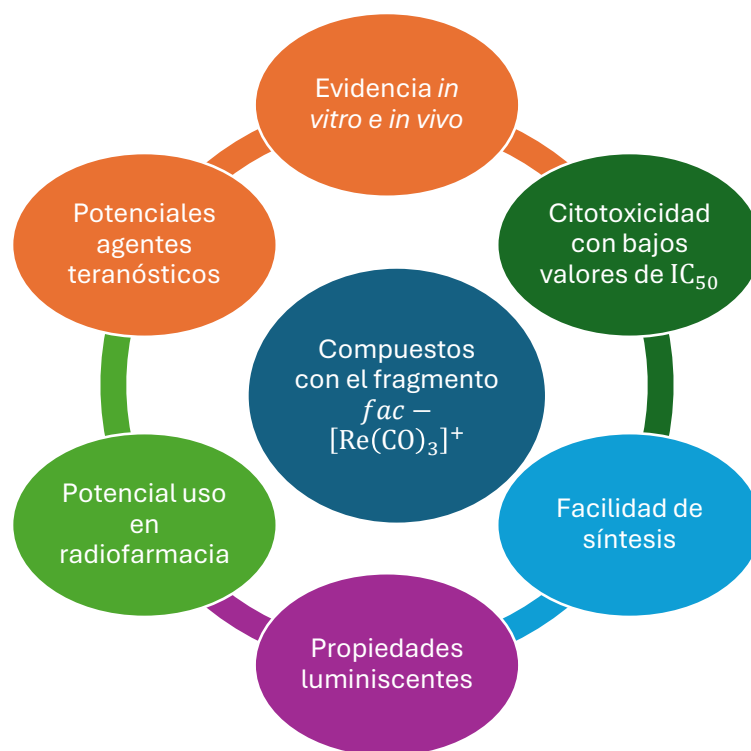 Evidencia in
vitro e in vivo
Citotoxicidad
con bajos
valores de IC₅₀
Facilidad de
síntesis
Propiedades
luminiscentes
Potencial uso
en
radiofarmacia
Potenciales
agentes
teranósticos
Compuestos
con el fragmento
fac −
[Re(CO)₃]⁺